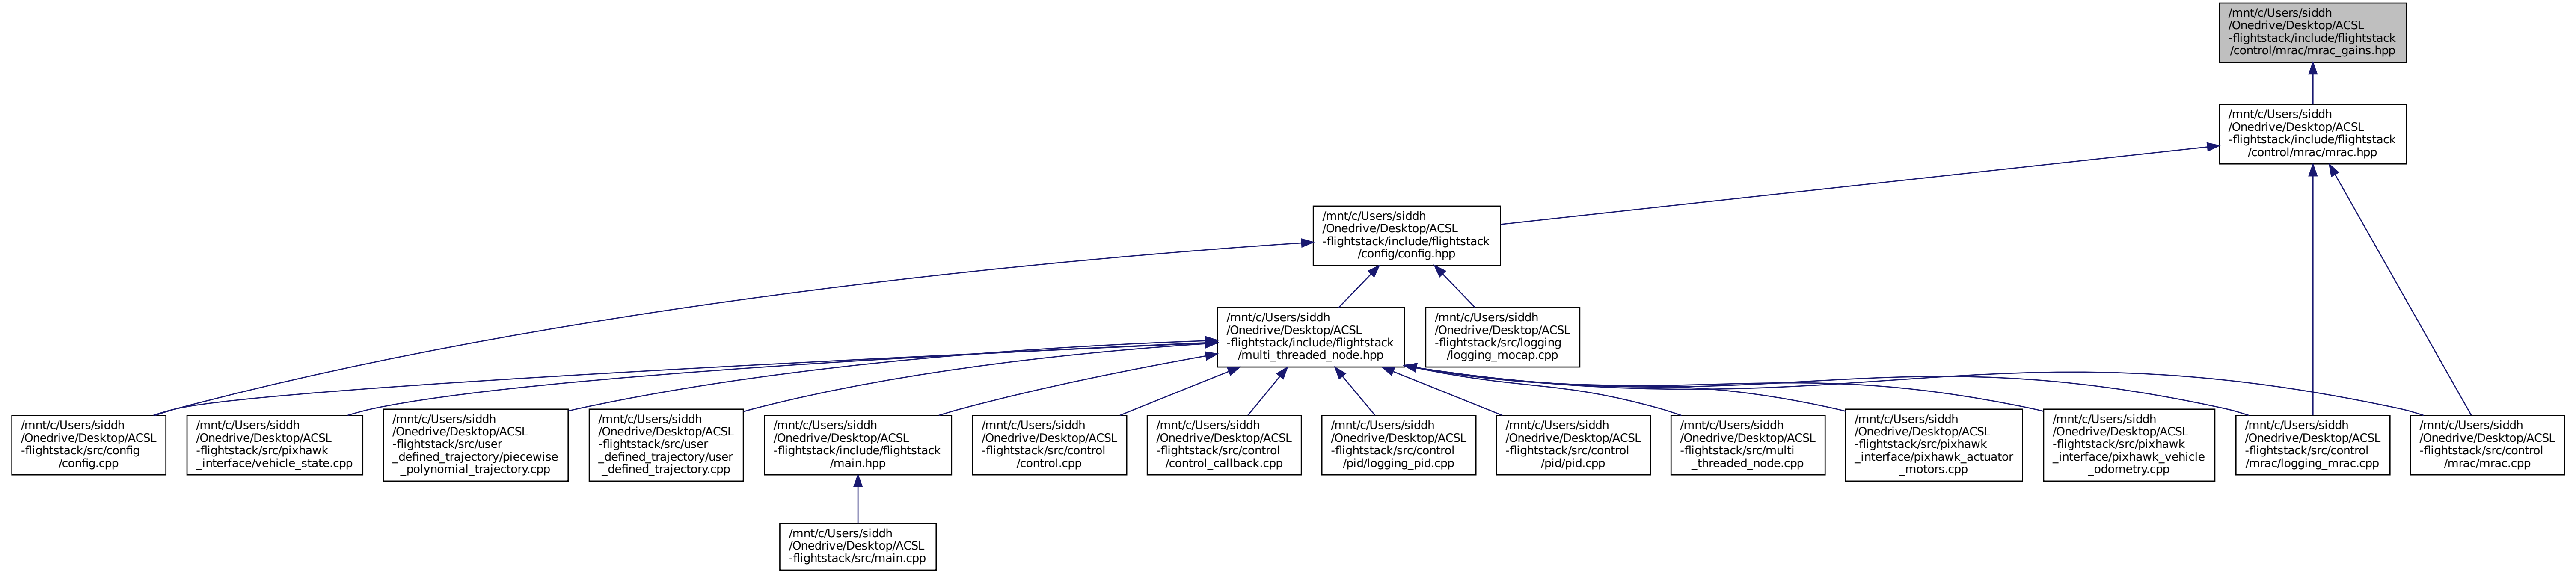 /mnt/c/Users/siddh
/Onedrive/Desktop/ACSL
-flightstack/include/flightstack
/control/mrac/mrac_gains.hpp
/mnt/c/Users/siddh
/Onedrive/Desktop/ACSL
-flightstack/include/flightstack
/control/mrac/mrac.hpp
/mnt/c/Users/siddh
/Onedrive/Desktop/ACSL
-flightstack/include/flightstack
/config/config.hpp
/mnt/c/Users/siddh
/Onedrive/Desktop/ACSL
-flightstack/include/flightstack
/multi_threaded_node.hpp
/mnt/c/Users/siddh
/Onedrive/Desktop/ACSL
-flightstack/src/logging
/logging_mocap.cpp
/mnt/c/Users/siddh
/Onedrive/Desktop/ACSL
-flightstack/src/config
/config.cpp
/mnt/c/Users/siddh
/Onedrive/Desktop/ACSL
-flightstack/src/pixhawk
_interface/vehicle_state.cpp
/mnt/c/Users/siddh
/Onedrive/Desktop/ACSL
-flightstack/src/user
_defined_trajectory/piecewise
_polynomial_trajectory.cpp
/mnt/c/Users/siddh
/Onedrive/Desktop/ACSL
-flightstack/src/user
_defined_trajectory/user
_defined_trajectory.cpp
/mnt/c/Users/siddh
/Onedrive/Desktop/ACSL
-flightstack/include/flightstack
/main.hpp
/mnt/c/Users/siddh
/Onedrive/Desktop/ACSL
-flightstack/src/control
/control.cpp
/mnt/c/Users/siddh
/Onedrive/Desktop/ACSL
-flightstack/src/control
/control_callback.cpp
/mnt/c/Users/siddh
/Onedrive/Desktop/ACSL
-flightstack/src/control
/pid/logging_pid.cpp
/mnt/c/Users/siddh
/Onedrive/Desktop/ACSL
-flightstack/src/control
/pid/pid.cpp
/mnt/c/Users/siddh
/Onedrive/Desktop/ACSL
-flightstack/src/multi
_threaded_node.cpp
/mnt/c/Users/siddh
/Onedrive/Desktop/ACSL
-flightstack/src/pixhawk
_interface/pixhawk_actuator
_motors.cpp
/mnt/c/Users/siddh
/Onedrive/Desktop/ACSL
-flightstack/src/pixhawk
_interface/pixhawk_vehicle
_odometry.cpp
/mnt/c/Users/siddh
/Onedrive/Desktop/ACSL
-flightstack/src/control
/mrac/logging_mrac.cpp
/mnt/c/Users/siddh
/Onedrive/Desktop/ACSL
-flightstack/src/control
/mrac/mrac.cpp
/mnt/c/Users/siddh
/Onedrive/Desktop/ACSL
-flightstack/src/main.cpp